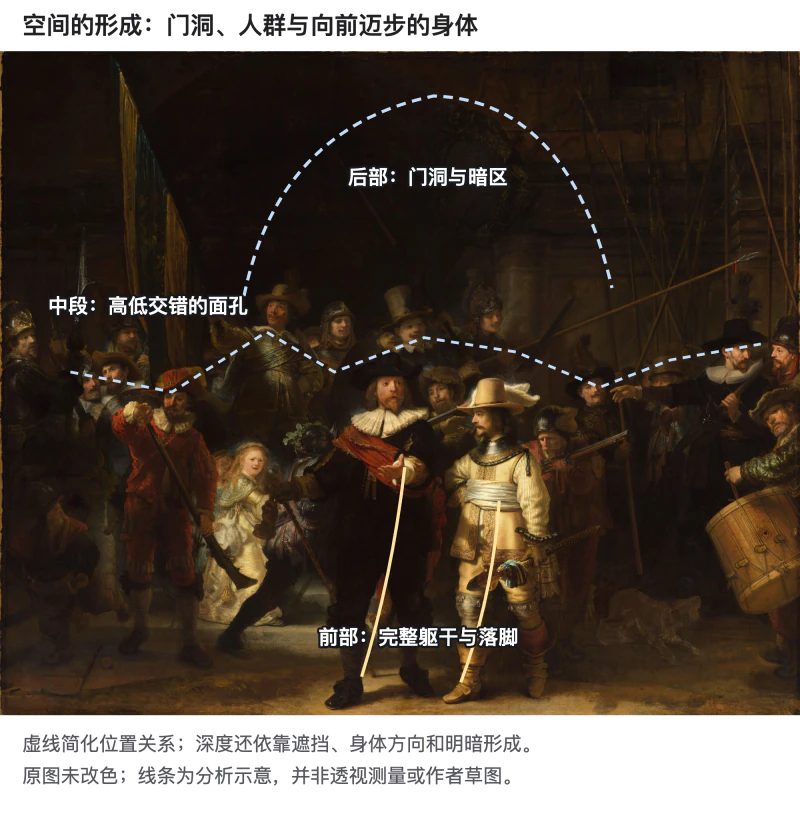 空间的形成：门洞、人群与向前迈步的身体
后部：门洞与暗区
中段：高低交错的面孔
前部：完整躯干与落脚
虚线简化位置关系；深度还依靠遮挡、身体方向和明暗形成。
原图未改色；线条为分析示意，并非透视测量或作者草图。